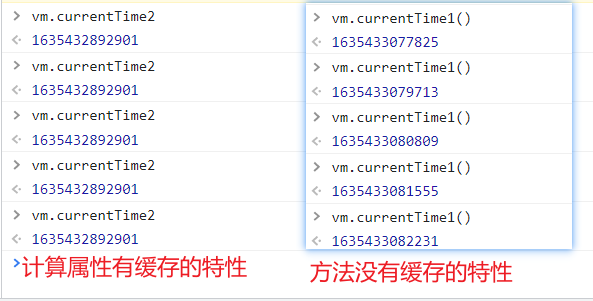 vm.currentTime2
1635432892901
vm.currentTime2
1635432892901
vm.currentTime2
1635432892901
vm.currentTime2
1635432892901
vm.currentTime2
1635432892901
计算属性有缓存的特性
vm.currentTime1()
1635433077825
vm.currentTime1()
1635433079713
vm.currentTime1()
1635433080809
vm.currentTime1()
1635433081555
vm.currentTime1()
1635433082231
方法没有缓存的特性